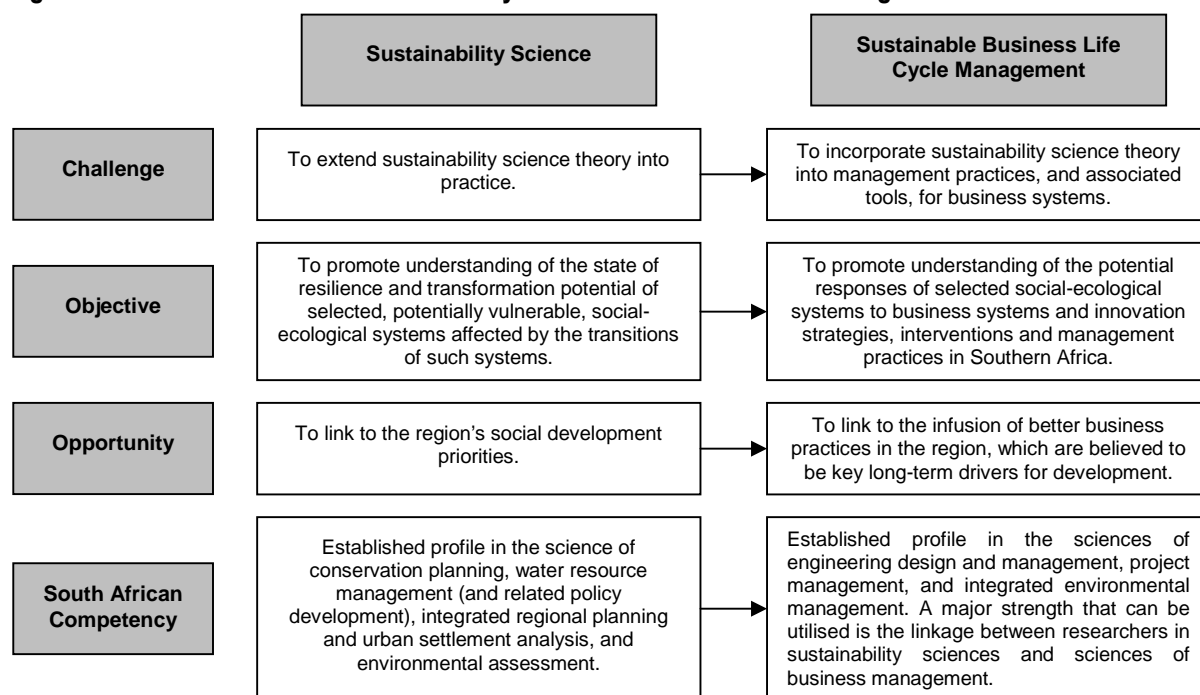 Sustainability Science
Sustainable Business Life
Cycle Management
Challenge
To extend sustainability science theory into
practice.
To incorporate sustainability science theory
into management practices, and associated
tools, for business systems.
Objective
To promote understanding of the state of
resilience and transformation potential of
selected, potentially vulnerable, social-
ecological systems affected by the transitions
of such systems.
To promote understanding of the potential
responses of selected social-ecological
systems to business systems and innovation
strategies, interventions and management
practices in Southern Africa.
Opportunity
To link to the region's social development
priorities.
To link to the infusion of better business
practices in the region, which are believed to
be key long-term drivers for development.
South African
Competency
Established profile in the science of
conservation planning, water resource
management (and related policy
development), integrated regional planning
and urban settlement analysis, and
environmental assessment.
Established profile in the sciences of
engineering design and management, project
management, and integrated environmental
management. A major strength that can be
utilised is the linkage between researchers in
sustainability sciences and sciences of
business management.